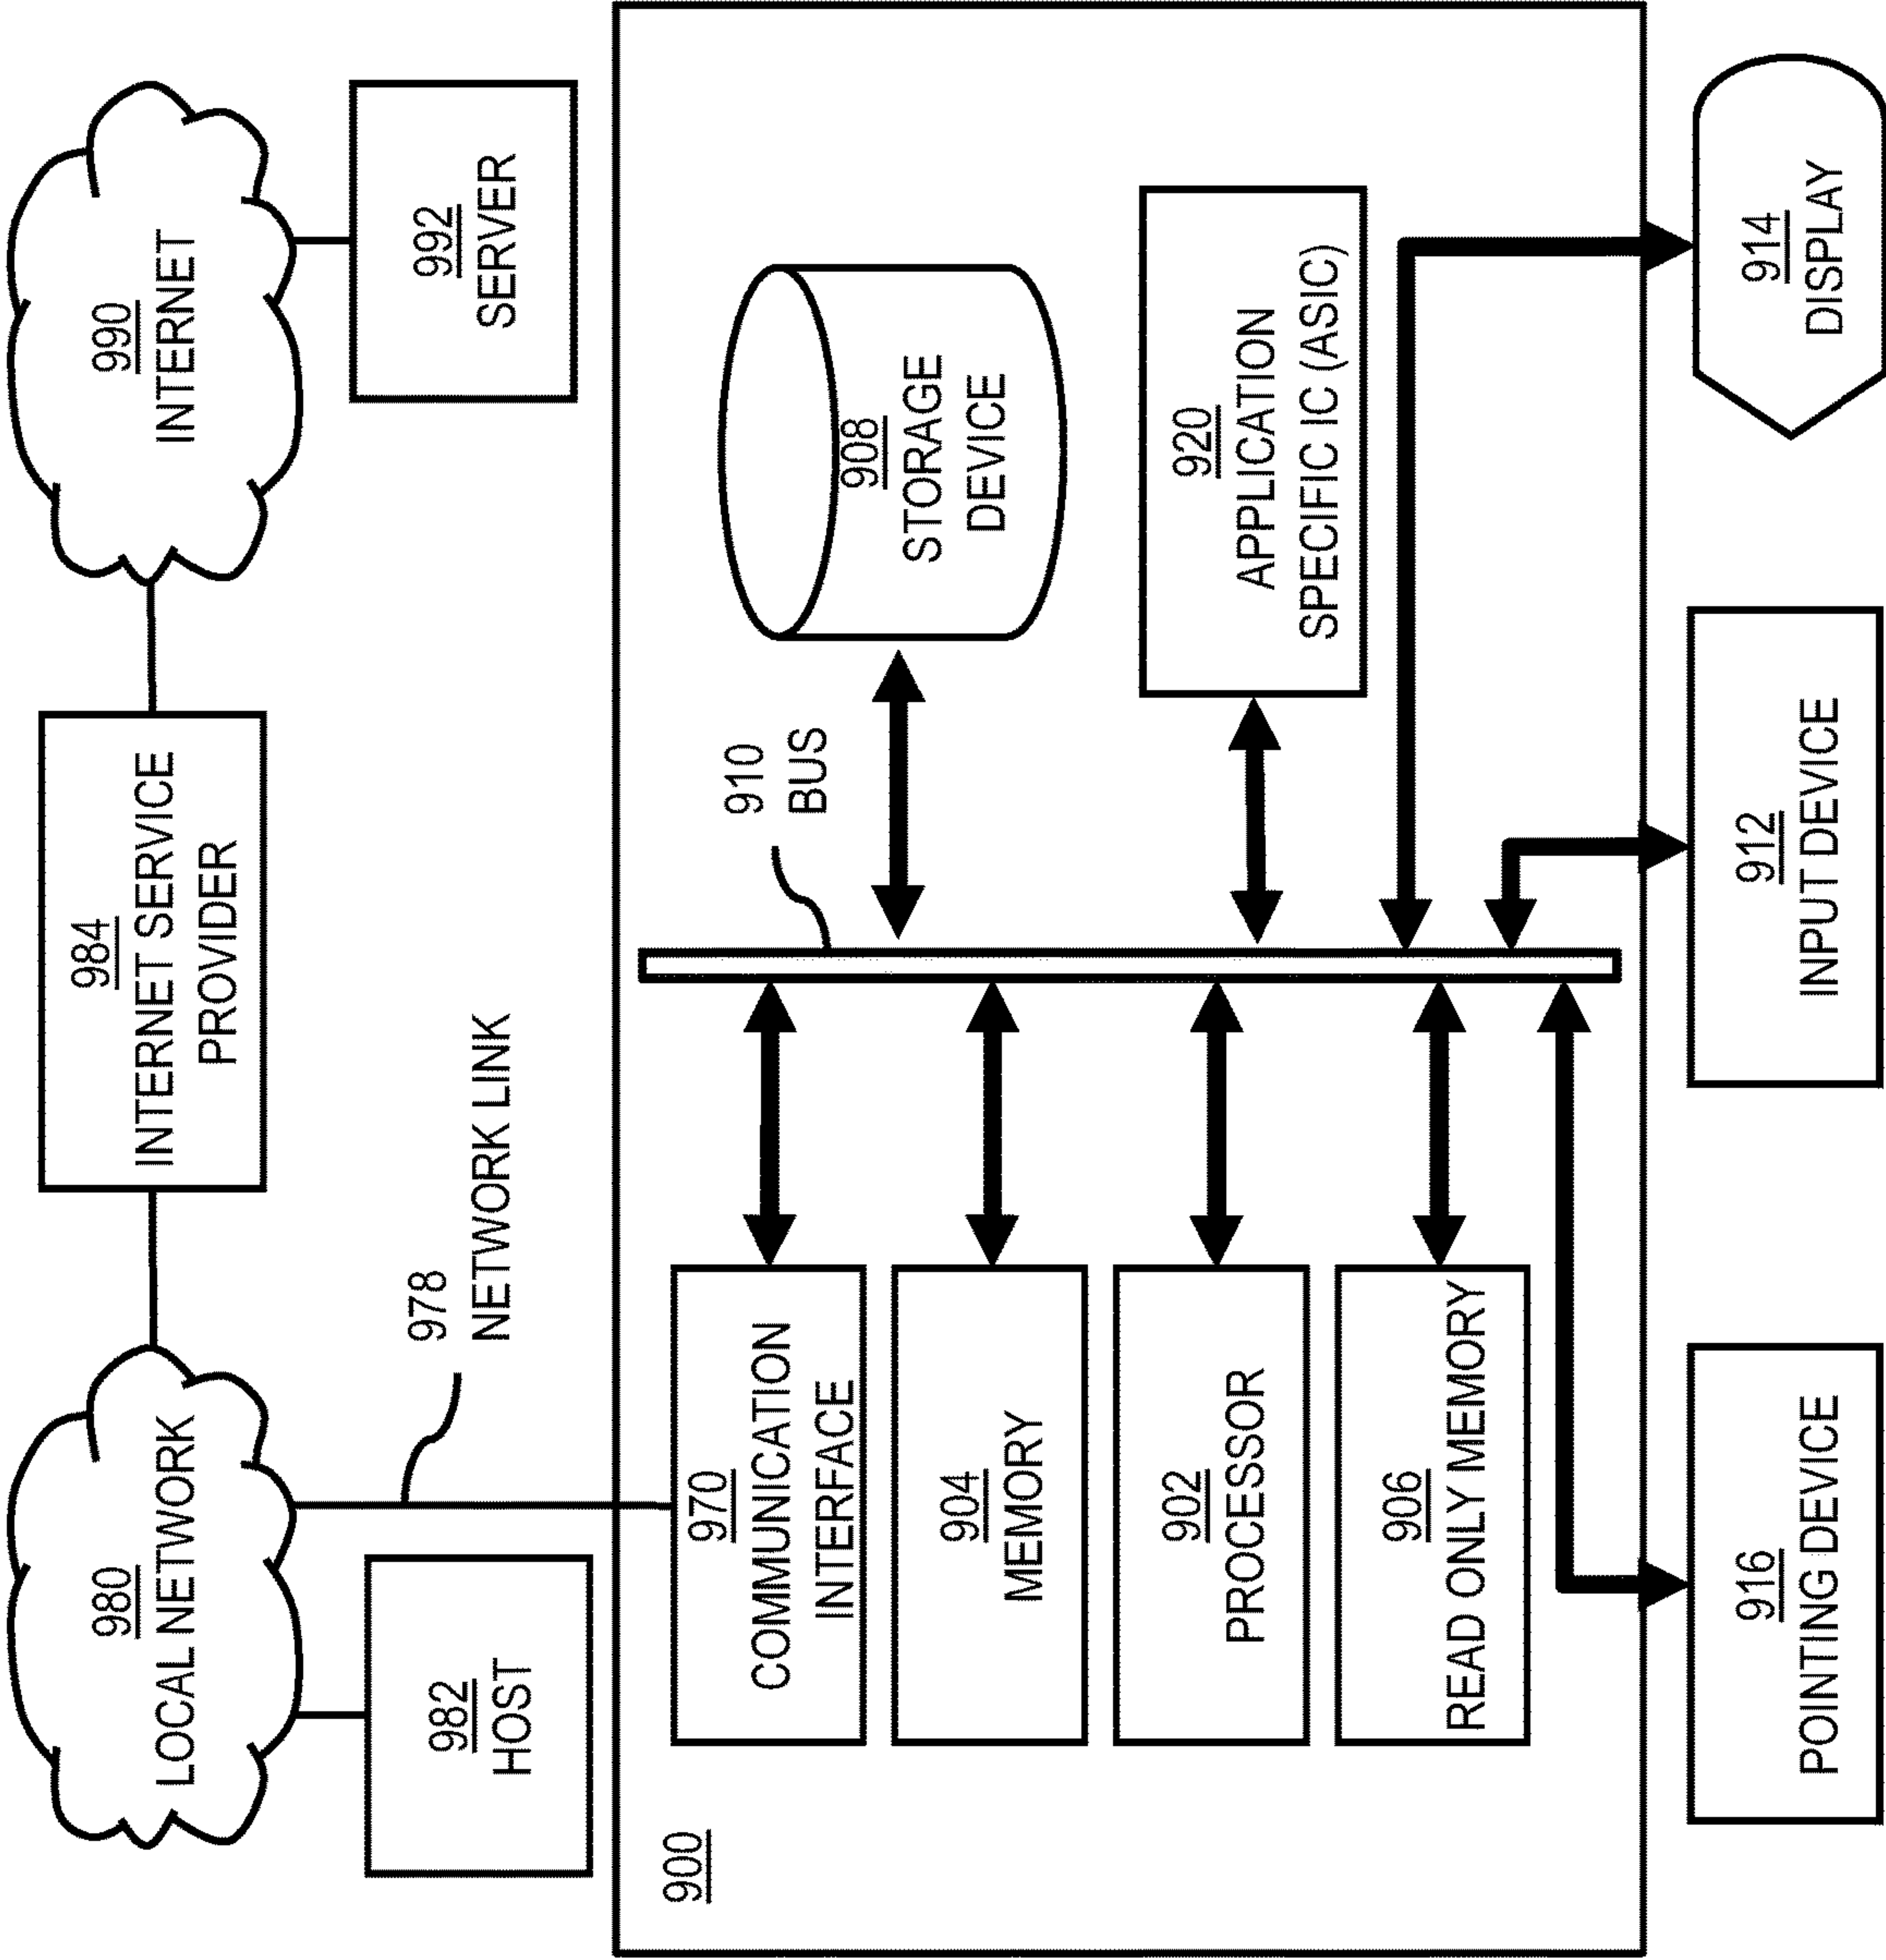 980
LOCAL NETWORK
984
INTERNET SERVICE
PROVIDER
990
INTERNET
982
HOST
978
NETWORK LINK
992
SERVER
900
970
COMMUNICATION
INTERFACE
910
BUS
908
STORAGE
DEVICE
904
MEMORY
902
PROCESSOR
920
APPLICATION
SPECIFIC IC (ASIC)
906
READ ONLY MEMORY
916
POINTING DEVICE
912
INPUT DEVICE
914
DISPLAY